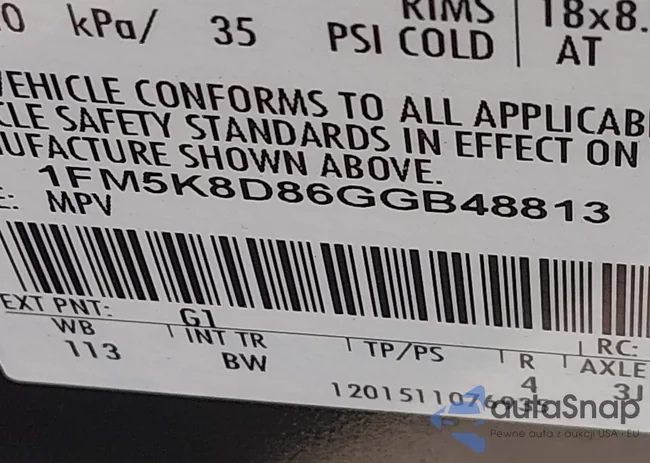 0 kPa/ 35 PSI COLD
RIMS 18x8.
AT
VEHICLE CONFORMS TO ALL APPLICAB
CLE SAFETY STANDARDS IN EFFECT ON
NUFACTURE SHOWN ABOVE.
1FM5K8D86GGB48813
E: MPV
EXT PNT: G1 RC:
WB INT TR TP/PS R AXLE
113 BW 4 3J
autoSnap
Pewne auta z aukcji USA - EU